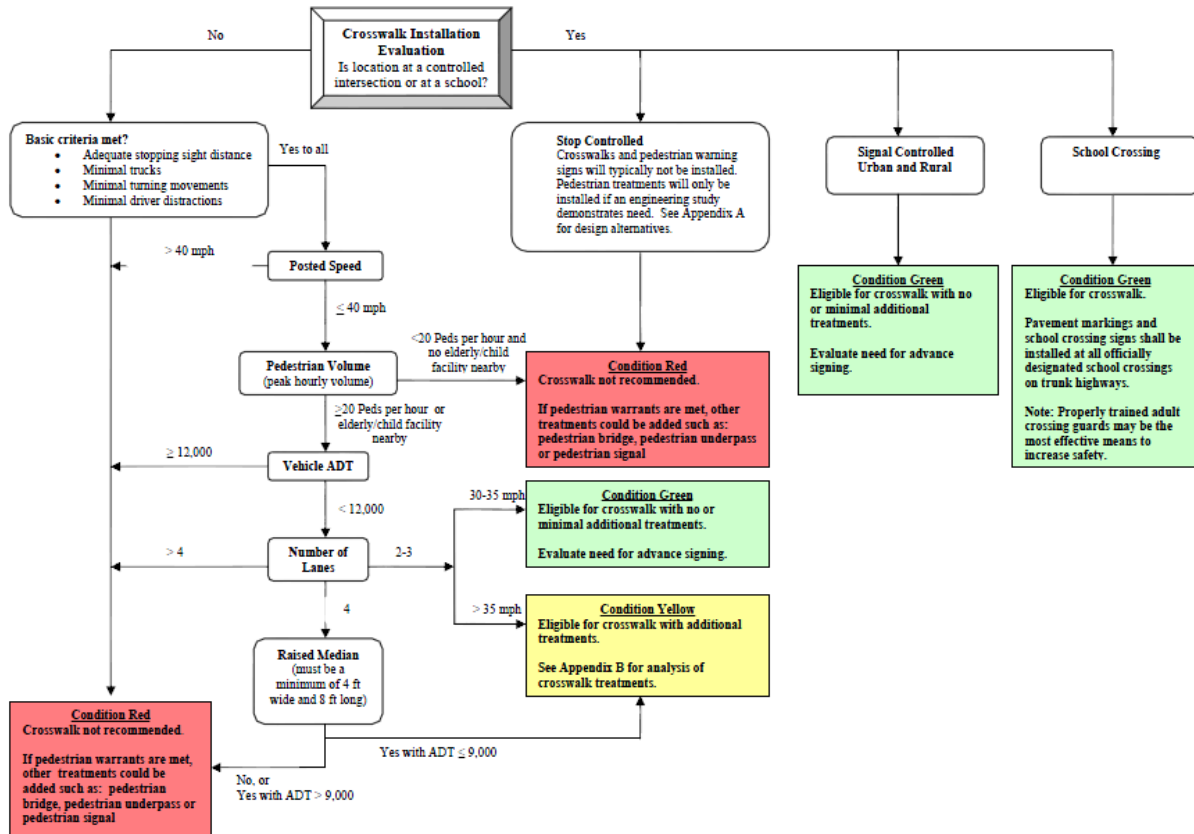 No
Crosswalk Installation
Evaluation
Is location at a controlled
intersection or at a school?
Yes
Basic criteria met?
• Adequate stopping sight distance
• Minimal trucks
• Minimal turning movements
• Minimal driver distractions
Yes to all
Stop Controlled
Crosswalks and pedestrian warning
signs will typically not be installed.
Pedestrian treatments will only be
installed if an engineering study
demonstrates need. See Appendix A
for design alternatives.
Signal Controlled
Urban and Rural
School Crossing
> 40 mph
Posted Speed
≤ 40 mph
Condition Green
Eligible for crosswalk with no
or minimal additional
treatments.
Evaluate need for advance
signing.
Condition Green
Eligible for crosswalk.
Pavement markings and
school crossing signs shall be
installed at all officially
designated school crossings
on trunk highways.
Note: Properly trained adult
crossing guards may be the
most effective means to
increase safety.
Pedestrian Volume
(peak hourly volume)
<20 Peds per hour and
no elderly/child
facility nearby
Condition Red
Crosswalk not recommended.
If pedestrian warrants are met, other
treatments could be added such as:
pedestrian bridge, pedestrian underpass
or pedestrian signal
≥20 Peds per hour or
elderly/child facility
nearby
≥ 12,000
Vehicle ADT
< 12,000
30-35 mph
Condition Green
Eligible for crosswalk with no or
minimal additional treatments.
Evaluate need for advance signing.
> 4
Number of
Lanes
2-3
4
> 35 mph
Condition Yellow
Eligible for crosswalk with additional
treatments.
See Appendix B for analysis of
crosswalk treatments.
Raised Median
(must be a
minimum of 4 ft
wide and 8 ft long)
Condition Red
Crosswalk not recommended.
If pedestrian warrants are met,
other treatments could be
added such as: pedestrian
bridge, pedestrian underpass or
pedestrian signal
Yes with ADT ≤ 9,000
No, or
Yes with ADT > 9,000